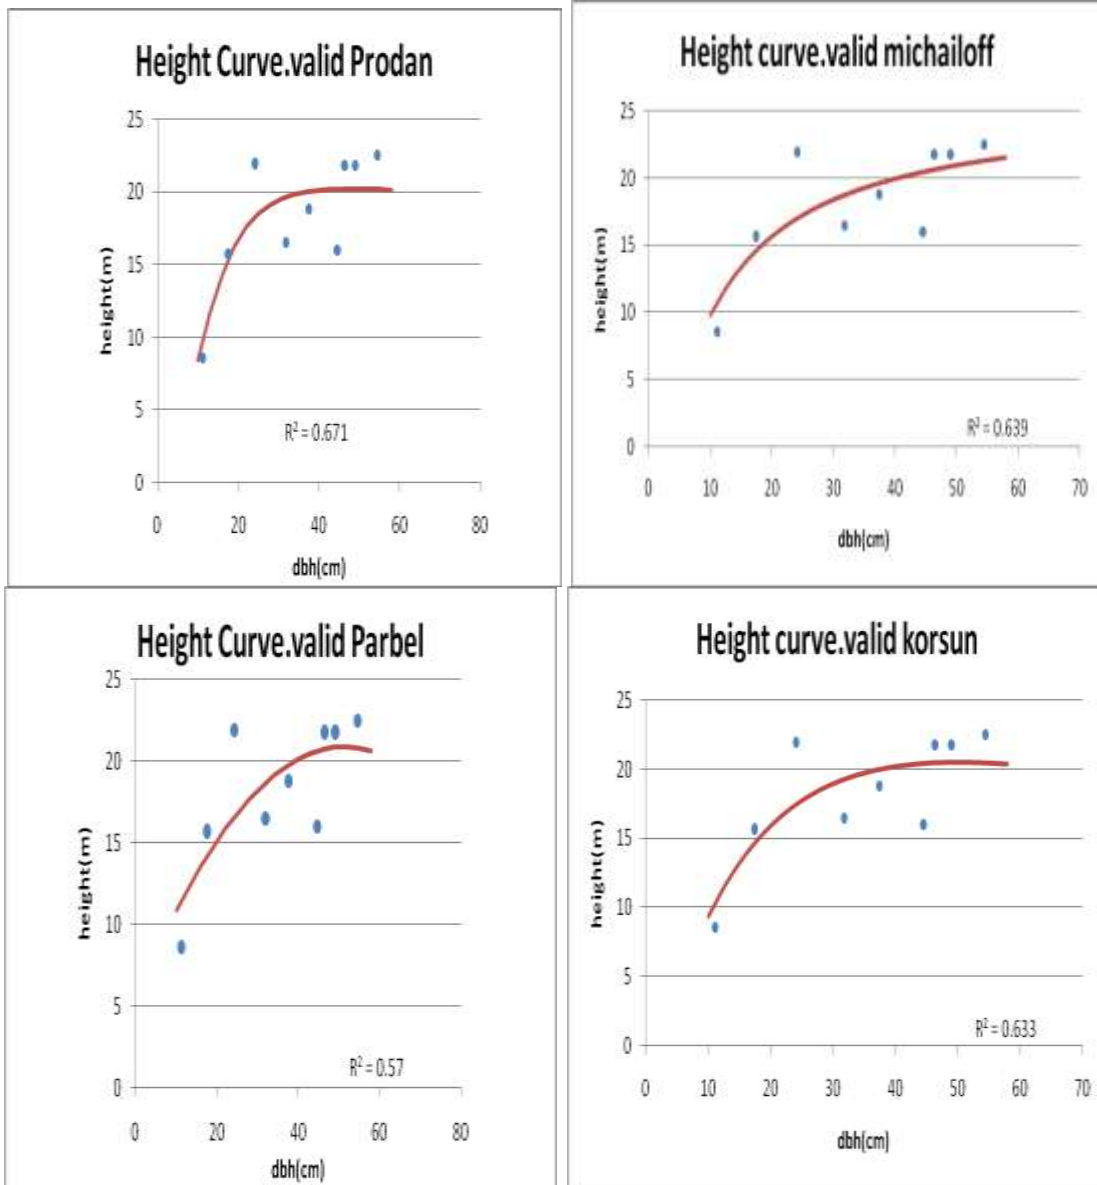 Height Curve.valid Prodan
25
20
15
10
5
0
height(m)
R² = 0.671
0 20 40 60 80
dbh(cm)
Height curve.valid michailoff
25
20
15
10
5
0
height(m)
R² = 0.639
0 10 20 30 40 50 60 70
dbh(cm)
Height Curve.valid Parbel
25
20
15
10
5
0
height(m)
R² = 0.57
0 20 40 60 80
dbh(cm)
Height curve.valid korsun
25
20
15
10
5
0
height(m)
R² = 0.633
0 10 20 30 40 50 60 70
dbh(cm)